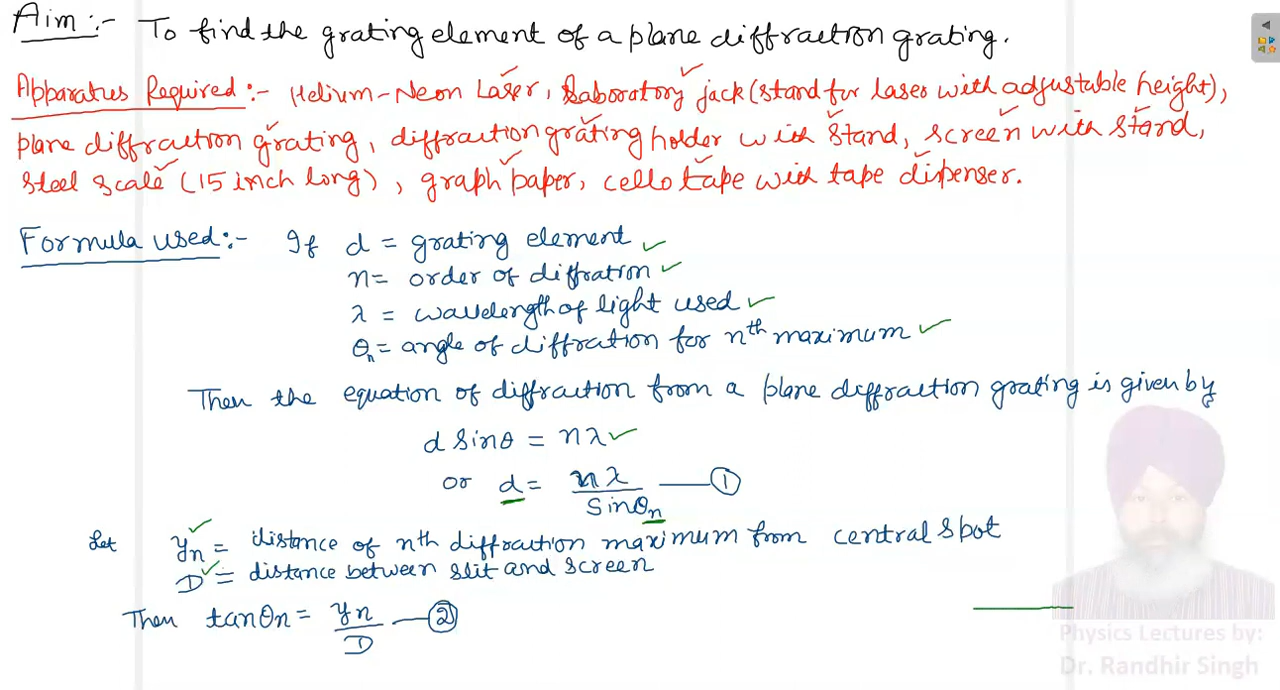 Aim :- To find the grating element of a plane diffraction grating.
Apparatus Required :- Helium-Neon Laser, Laboratory jack (stand for laser with adjustable height),
plane diffraction grating, diffraction grating holder with stand, screen with stand,
steel scale (15 inch long), graph paper, cello tape with tape dispenser.
Formula used :- If d = grating element
n = order of diffration
λ = wavelength of light used
θn = angle of diffration for nth maximum
Then the equation of diffraction from a plane diffraction grating is given by
d sinθ = nλ
or d = nλ / Sinθn —— ①
Let yn = distance of nth diffraction maximum from central spot
D = distance between slit and screen
Then tanθn = yn / D —— ②
Physics Lectures by:
Dr. Randhir Singh